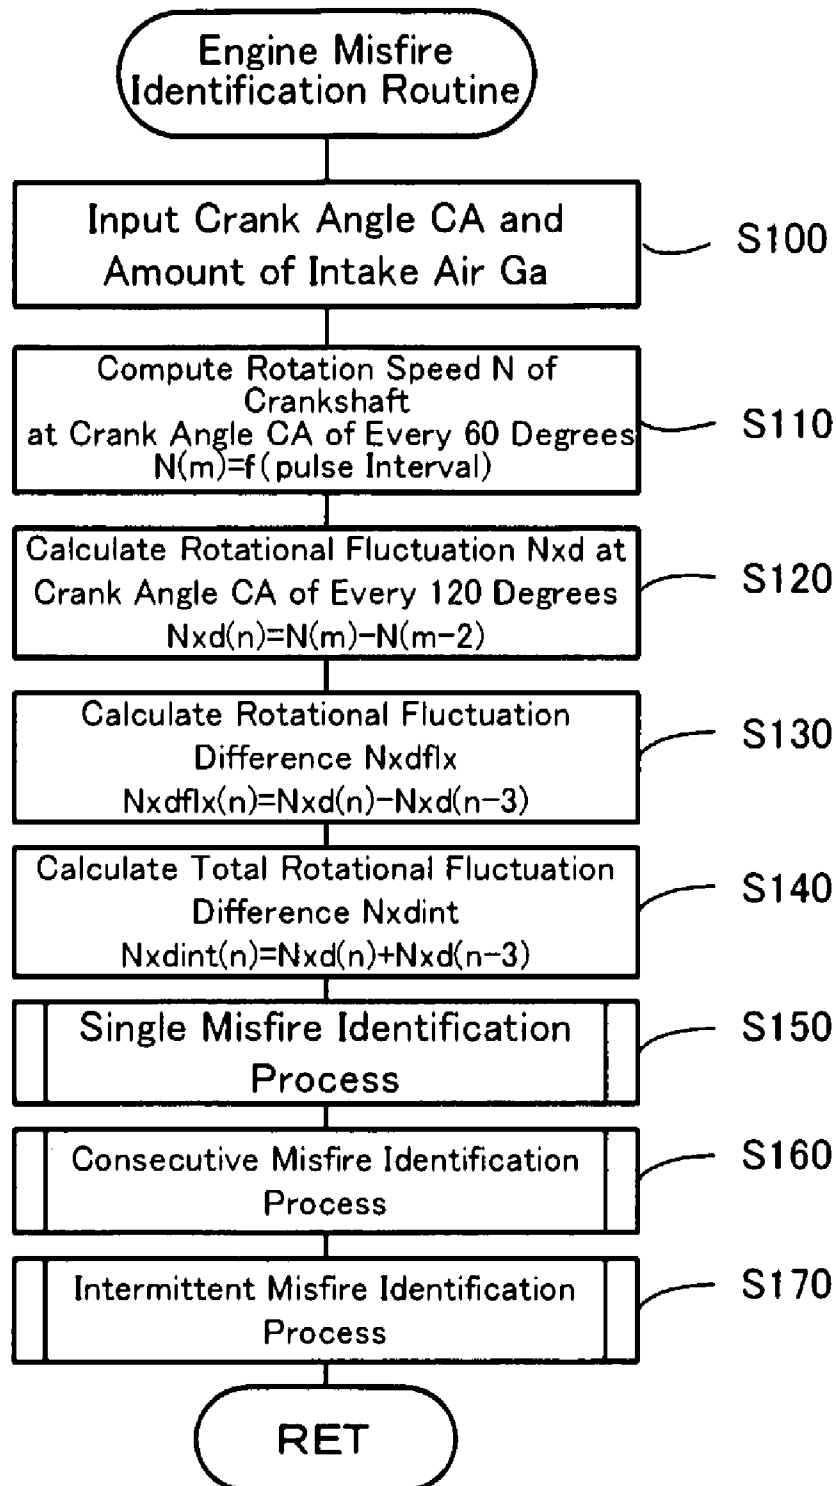 Engine Misfire
Identification Routine
Input Crank Angle CA and
Amount of Intake Air Ga
S100
Compute Rotation Speed N of
Crankshaft
at Crank Angle CA of Every 60 Degrees
N(m)=f(pulse Interval)
S110
Calculate Rotational Fluctuation Nxd at
Crank Angle CA of Every 120 Degrees
Nxd(n)=N(m)-N(m-2)
S120
Calculate Rotational Fluctuation
Difference Nxdflx
Nxdflx(n)=Nxd(n)-Nxd(n-3)
S130
Calculate Total Rotational Fluctuation
Difference Nxdint
Nxdint(n)=Nxd(n)+Nxd(n-3)
S140
Single Misfire Identification
Process
S150
Consecutive Misfire Identification
Process
S160
Intermittent Misfire Identification
Process
S170
RET